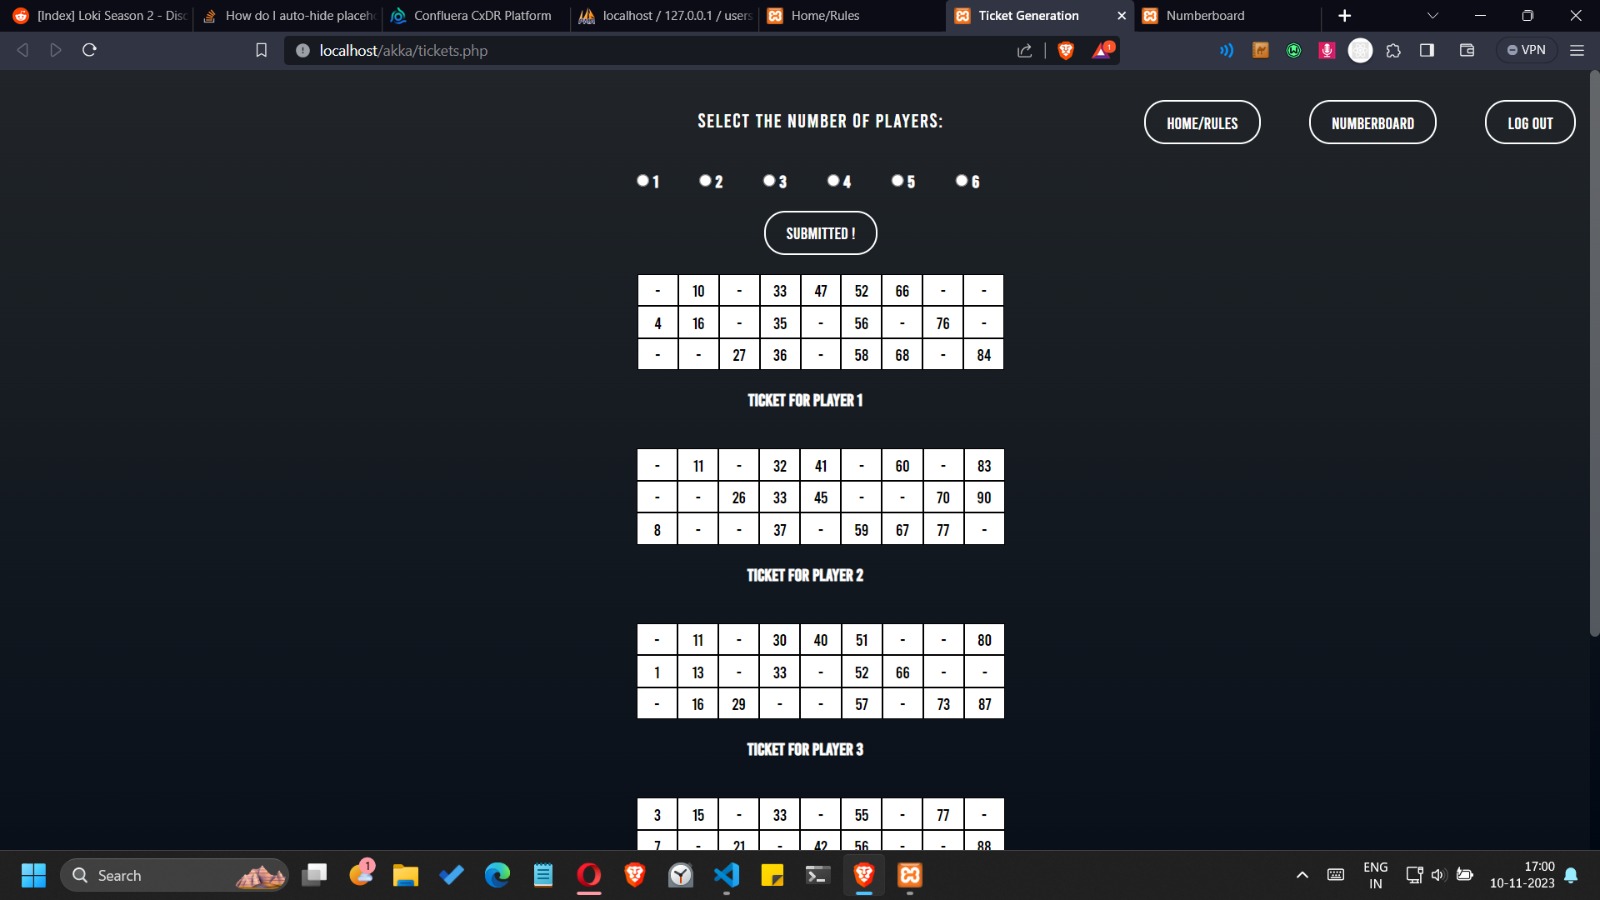 [Index] Loki Season 2 - Disc
How do I auto-hide placeho
Confluera CxDR Platform
localhost / 127.0.0.1 / users
Home/Rules
Ticket Generation
Numberboard
localhost/akka/tickets.php
1
VPN
SELECT THE NUMBER OF PLAYERS:
HOME/RULES
NUMBERBOARD
LOG OUT
1 2 3 4 5 6
SUBMITTED !
- 10 - 33 47 52 66 - -
4 16 - 35 - 56 - 76 -
- - 27 36 - 58 68 - 84
TICKET FOR PLAYER 1
- 11 - 32 41 - 60 - 83
- - 26 33 45 - - 70 90
8 - - 37 - 59 67 77 -
TICKET FOR PLAYER 2
- 11 - 30 40 51 - - 80
1 13 - 33 - 52 66 - -
- 16 29 - - 57 - 73 87
TICKET FOR PLAYER 3
3 15 - 33 - 55 - 77 -
7 - 21 - 42 56 - - 88
Search
1
ENG
IN
17:00
10-11-2023